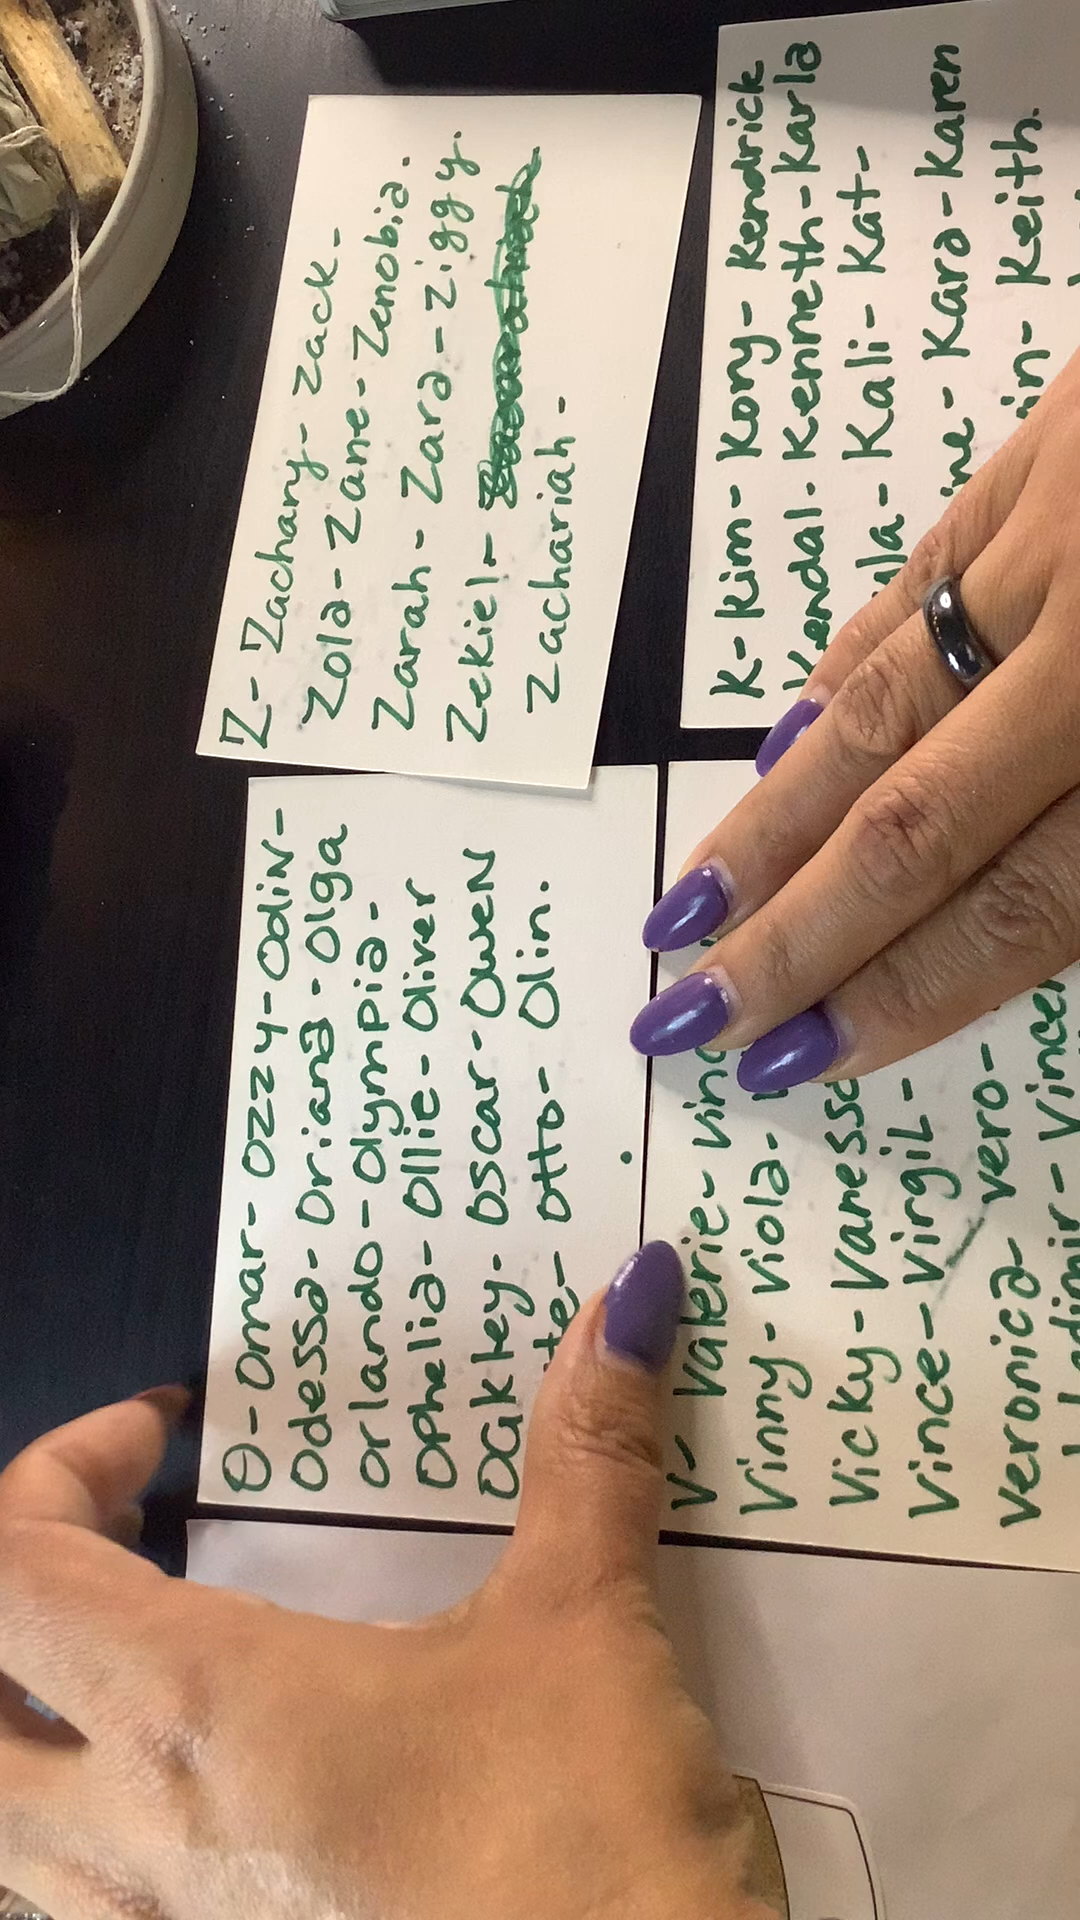 Z- Zachary- Zack-
Zola- Zane- Zenobia.
Zarah- Zara- Ziggy.
Zekiel-
Zachariah-
K- Kim- Kory- Kendrick
Kendal. Kenneth- Karla
Kali- Kat-
Kara- Karen
Keith.
O- Omar- Ozzy- Odin-
Odessa- Oriana- Olga
Orlando- Olympia-
Ophelia- Ollie- Oliver
Oakley- Oscar- Owen
Otto- Olin.
V- Valerie-
Vinny- Viola-
Vicky-
Vince- Virgil-
Veronica- Vero-